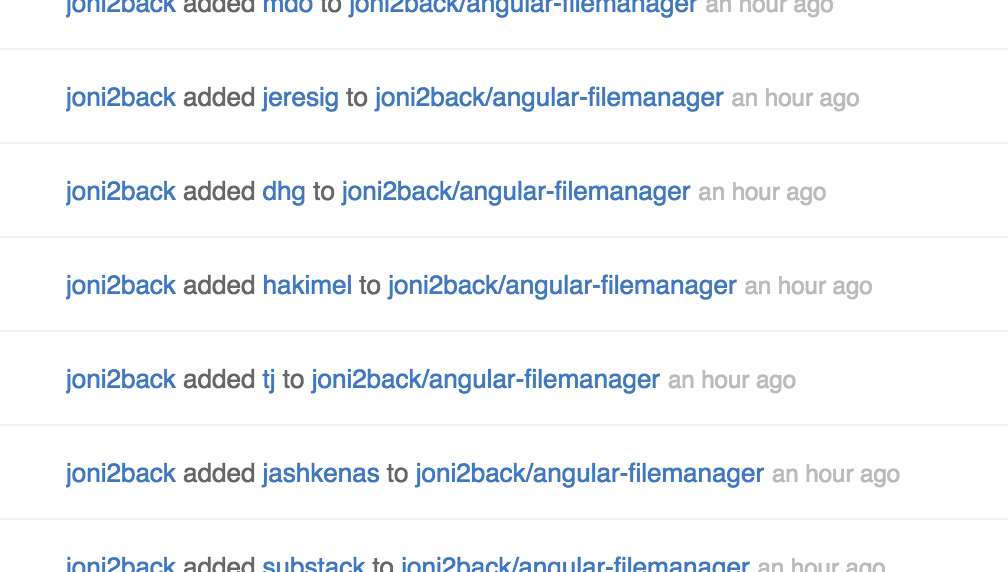 joni2back added mdo to joni2back/angular-filemanager an hour ago
joni2back added jeresig to joni2back/angular-filemanager an hour ago
joni2back added dhg to joni2back/angular-filemanager an hour ago
joni2back added hakimel to joni2back/angular-filemanager an hour ago
joni2back added tj to joni2back/angular-filemanager an hour ago
joni2back added jashkenas to joni2back/angular-filemanager an hour ago
joni2back added substack to joni2back/angular-filemanager an hour ago